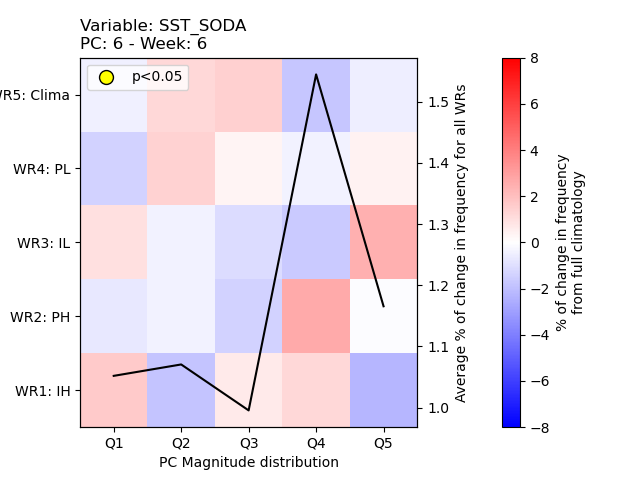 Variable: SST_SODA
PC: 6 - Week: 6
p<0.05
R5: Clima
WR4: PL
WR3: IL
WR2: PH
WR1: IH
Q1 Q2 Q3 Q4 Q5
PC Magnitude distribution
1.5
1.4
1.3
1.2
1.1
1.0
Average % of change in frequency for all WRs
8
6
4
2
0
−2
−4
−6
−8
% of change in frequency
from full climatology